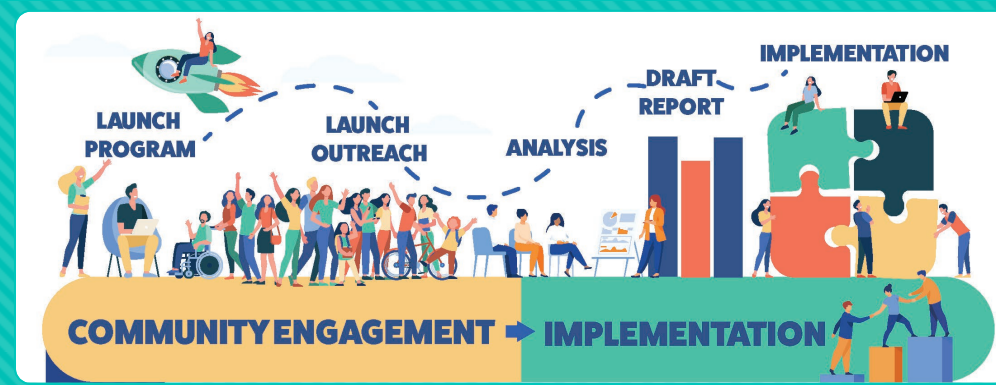 LAUNCH
PROGRAM
LAUNCH
OUTREACH
ANALYSIS
DRAFT
REPORT
IMPLEMENTATION
COMMUNITY ENGAGEMENT
IMPLEMENTATION